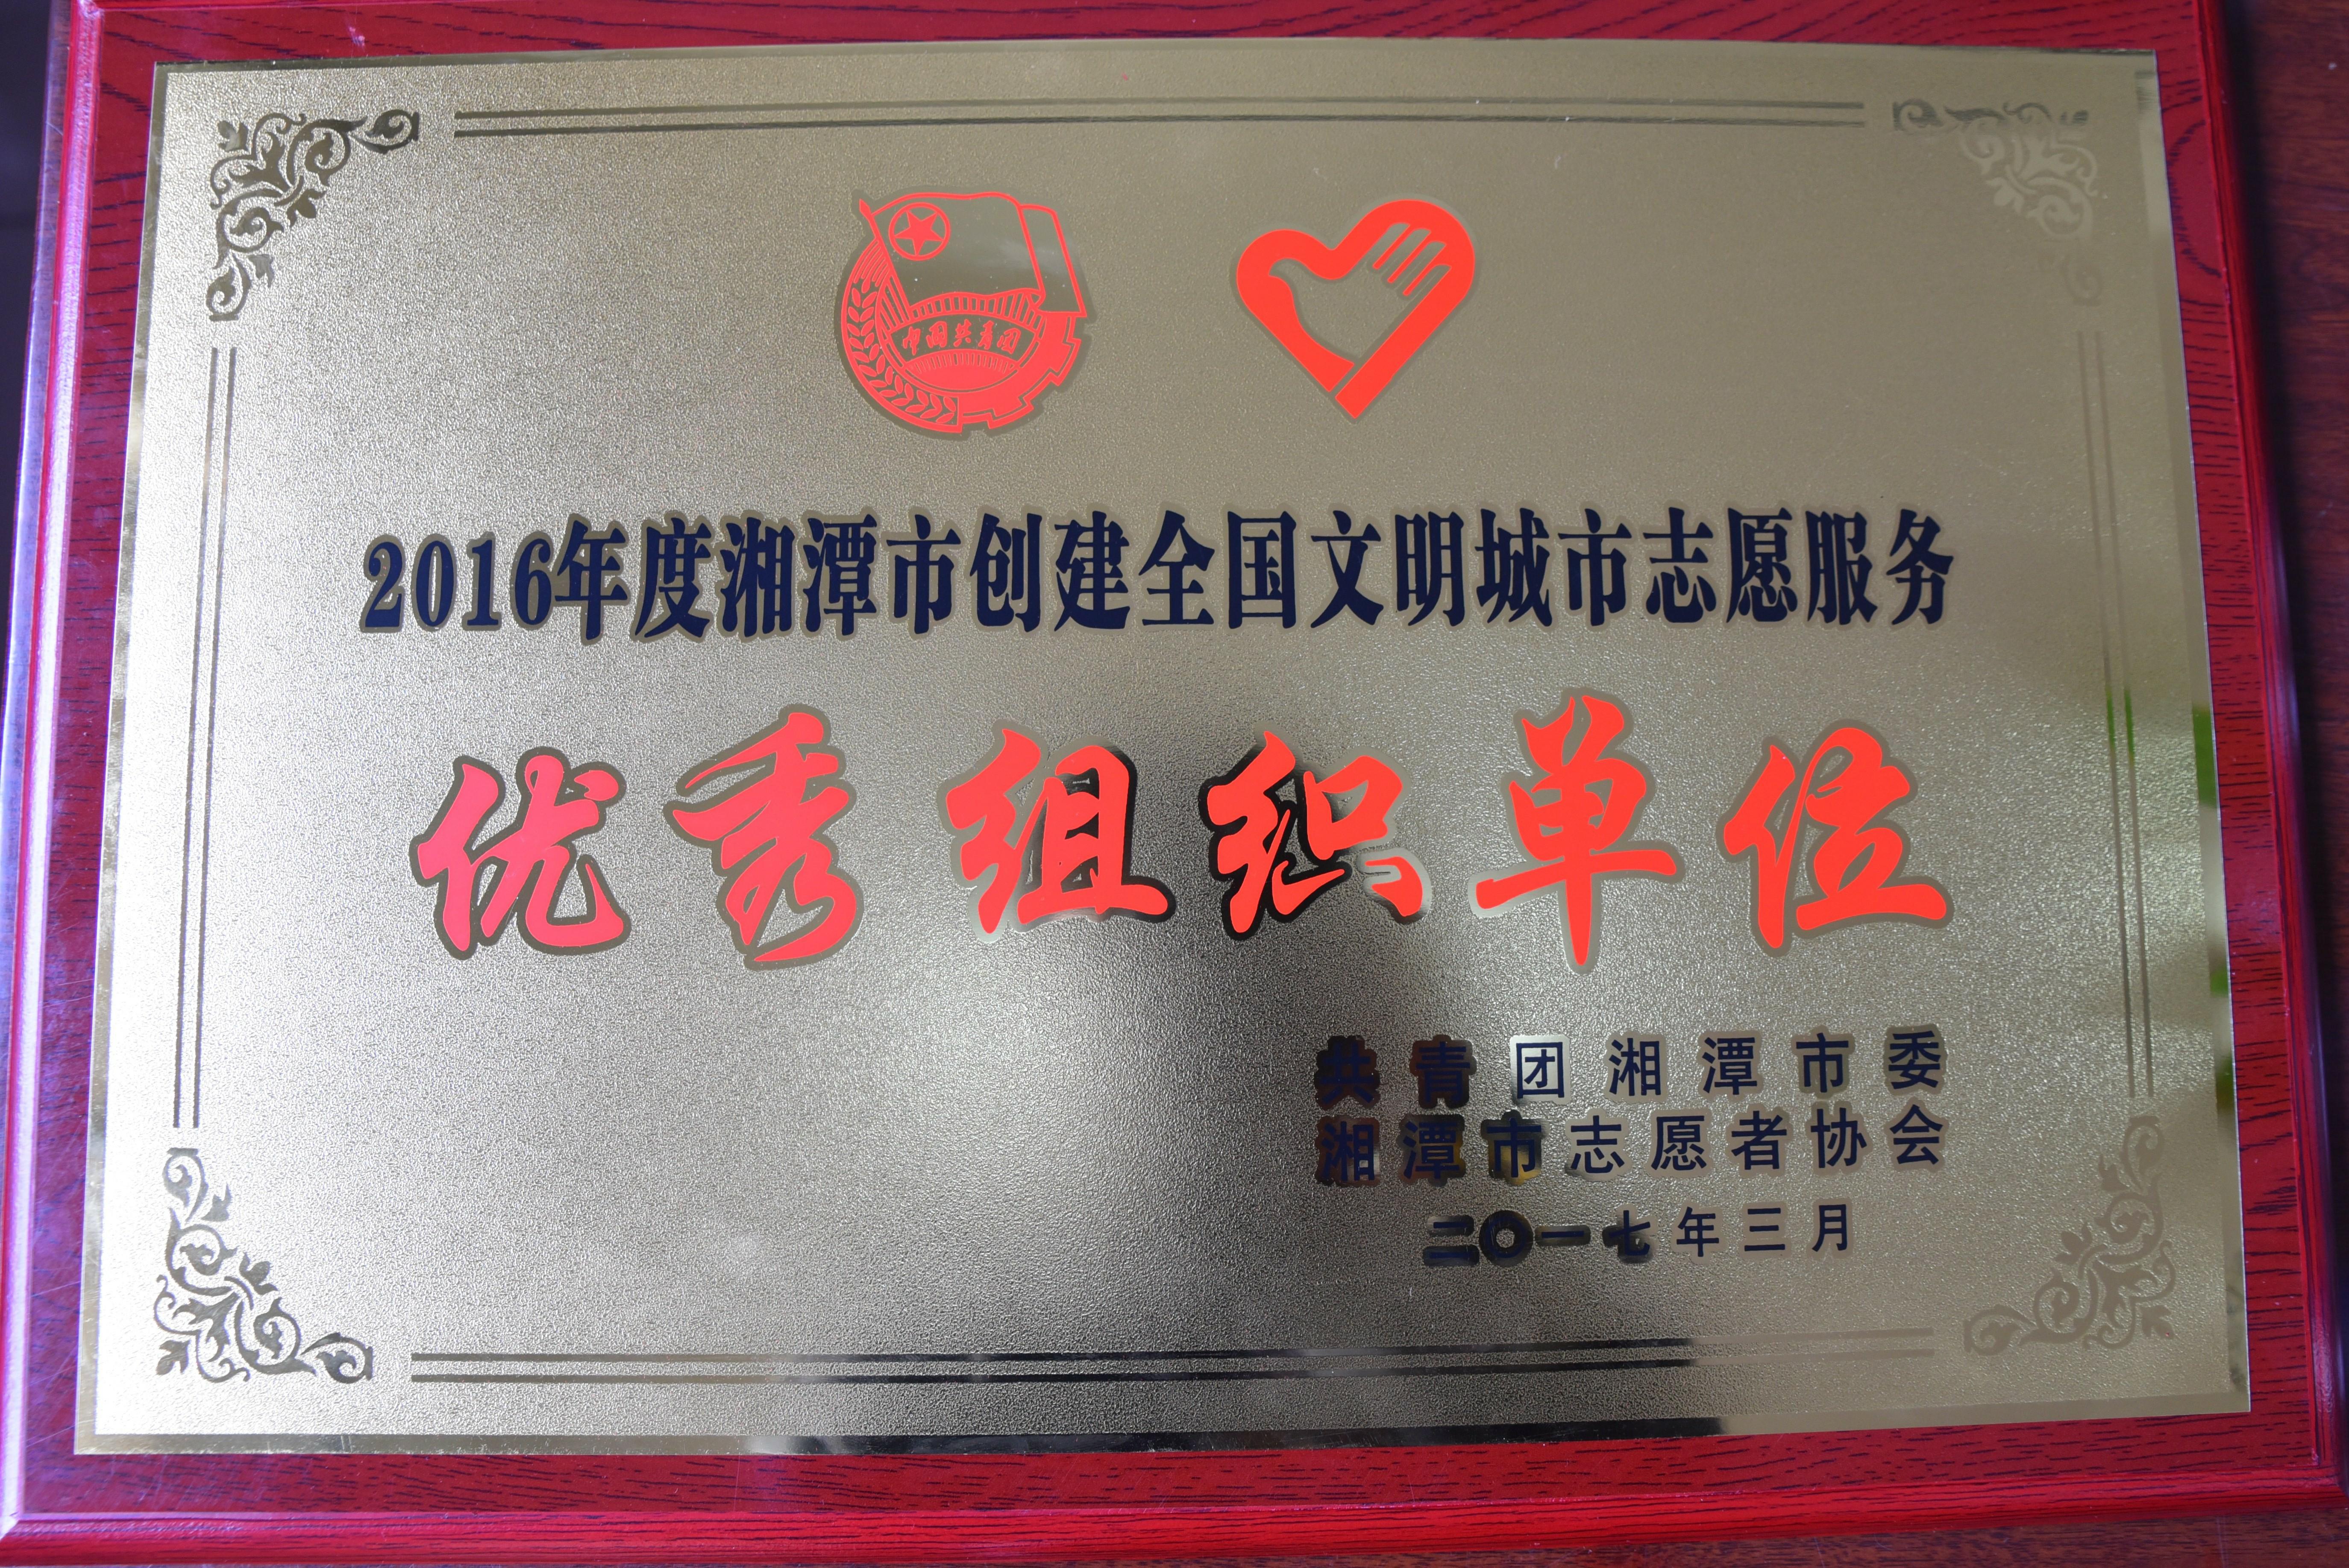 中国共青团
2016年度湘潭市创建全国文明城市志愿服务
优秀组织单位
共青团湘潭市委
湘潭市志愿者协会
二〇一七年三月